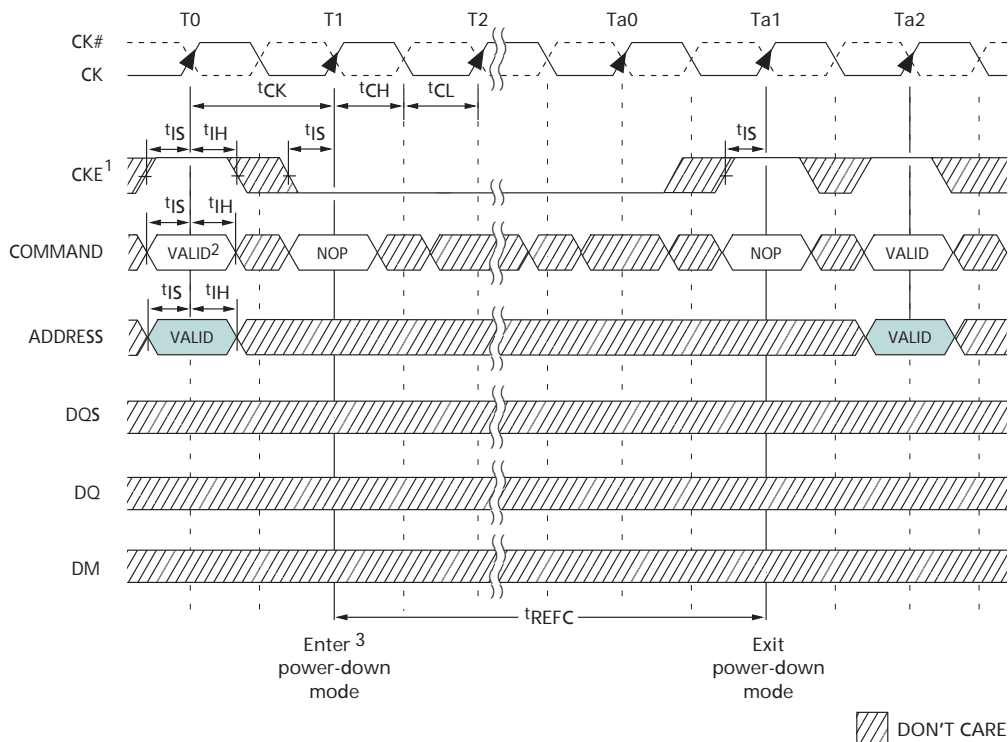 T0 T1 T2 Ta0 Ta1 Ta2
CK#
CK
tCK tCH tCL
tIS tIH tIS tIS
CKE1
tIS tIH
COMMAND VALID2 NOP NOP VALID
tIS tIH
ADDRESS VALID VALID
DQS
DQ
DM
tREFC
Enter 3
power-down
mode
Exit
power-down
mode
DON'T CARE